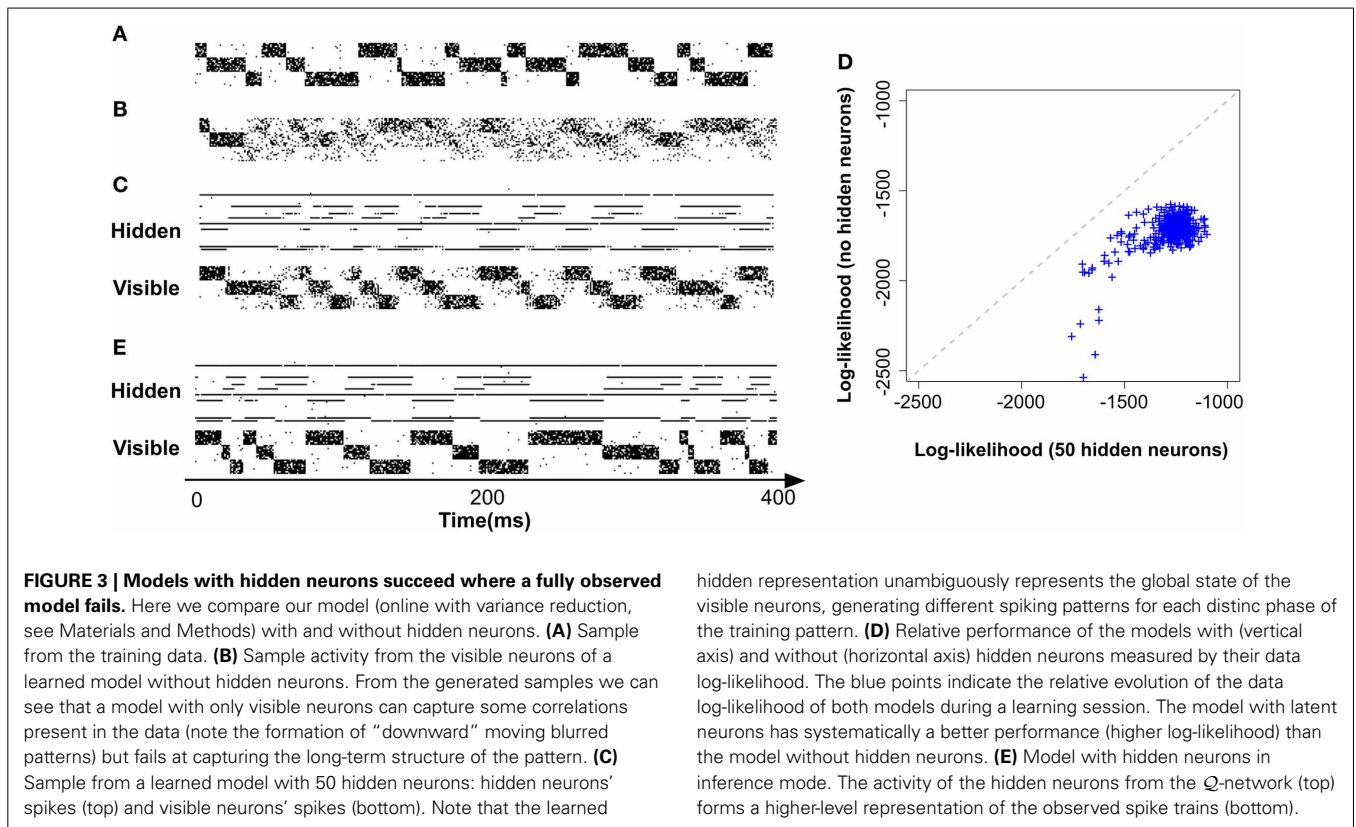 A
B
C
Hidden
Visible
E
Hidden
Visible
0
200
400
Time(ms)
D
Log-likelihood (no hidden neurons)
-1000
-1500
-2000
-2500
-2500
-2000
-1500
-1000
Log-likelihood (50 hidden neurons)
FIGURE 3 | Models with hidden neurons succeed where a fully observed
model fails. Here we compare our model (online with variance reduction,
see Materials and Methods) with and without hidden neurons. (A) Sample
from the training data. (B) Sample activity from the visible neurons of a
learned model without hidden neurons. From the generated samples we can
see that a model with only visible neurons can capture some correlations
present in the data (note the formation of “downward” moving blurred
patterns) but fails at capturing the long-term structure of the pattern. (C)
Sample from a learned model with 50 hidden neurons: hidden neurons’
spikes (top) and visible neurons’ spikes (bottom). Note that the learned
hidden representation unambiguously represents the global state of the
visible neurons, generating different spiking patterns for each distinc phase of
the training pattern. (D) Relative performance of the models with (vertical
axis) and without (horizontal axis) hidden neurons measured by their data
log-likelihood. The blue points indicate the relative evolution of the data
log-likelihood of both models during a learning session. The model with latent
neurons has systematically a better performance (higher log-likelihood) than
the model without hidden neurons. (E) Model with hidden neurons in
inference mode. The activity of the hidden neurons from the 𝒬-network (top)
forms a higher-level representation of the observed spike trains (bottom).